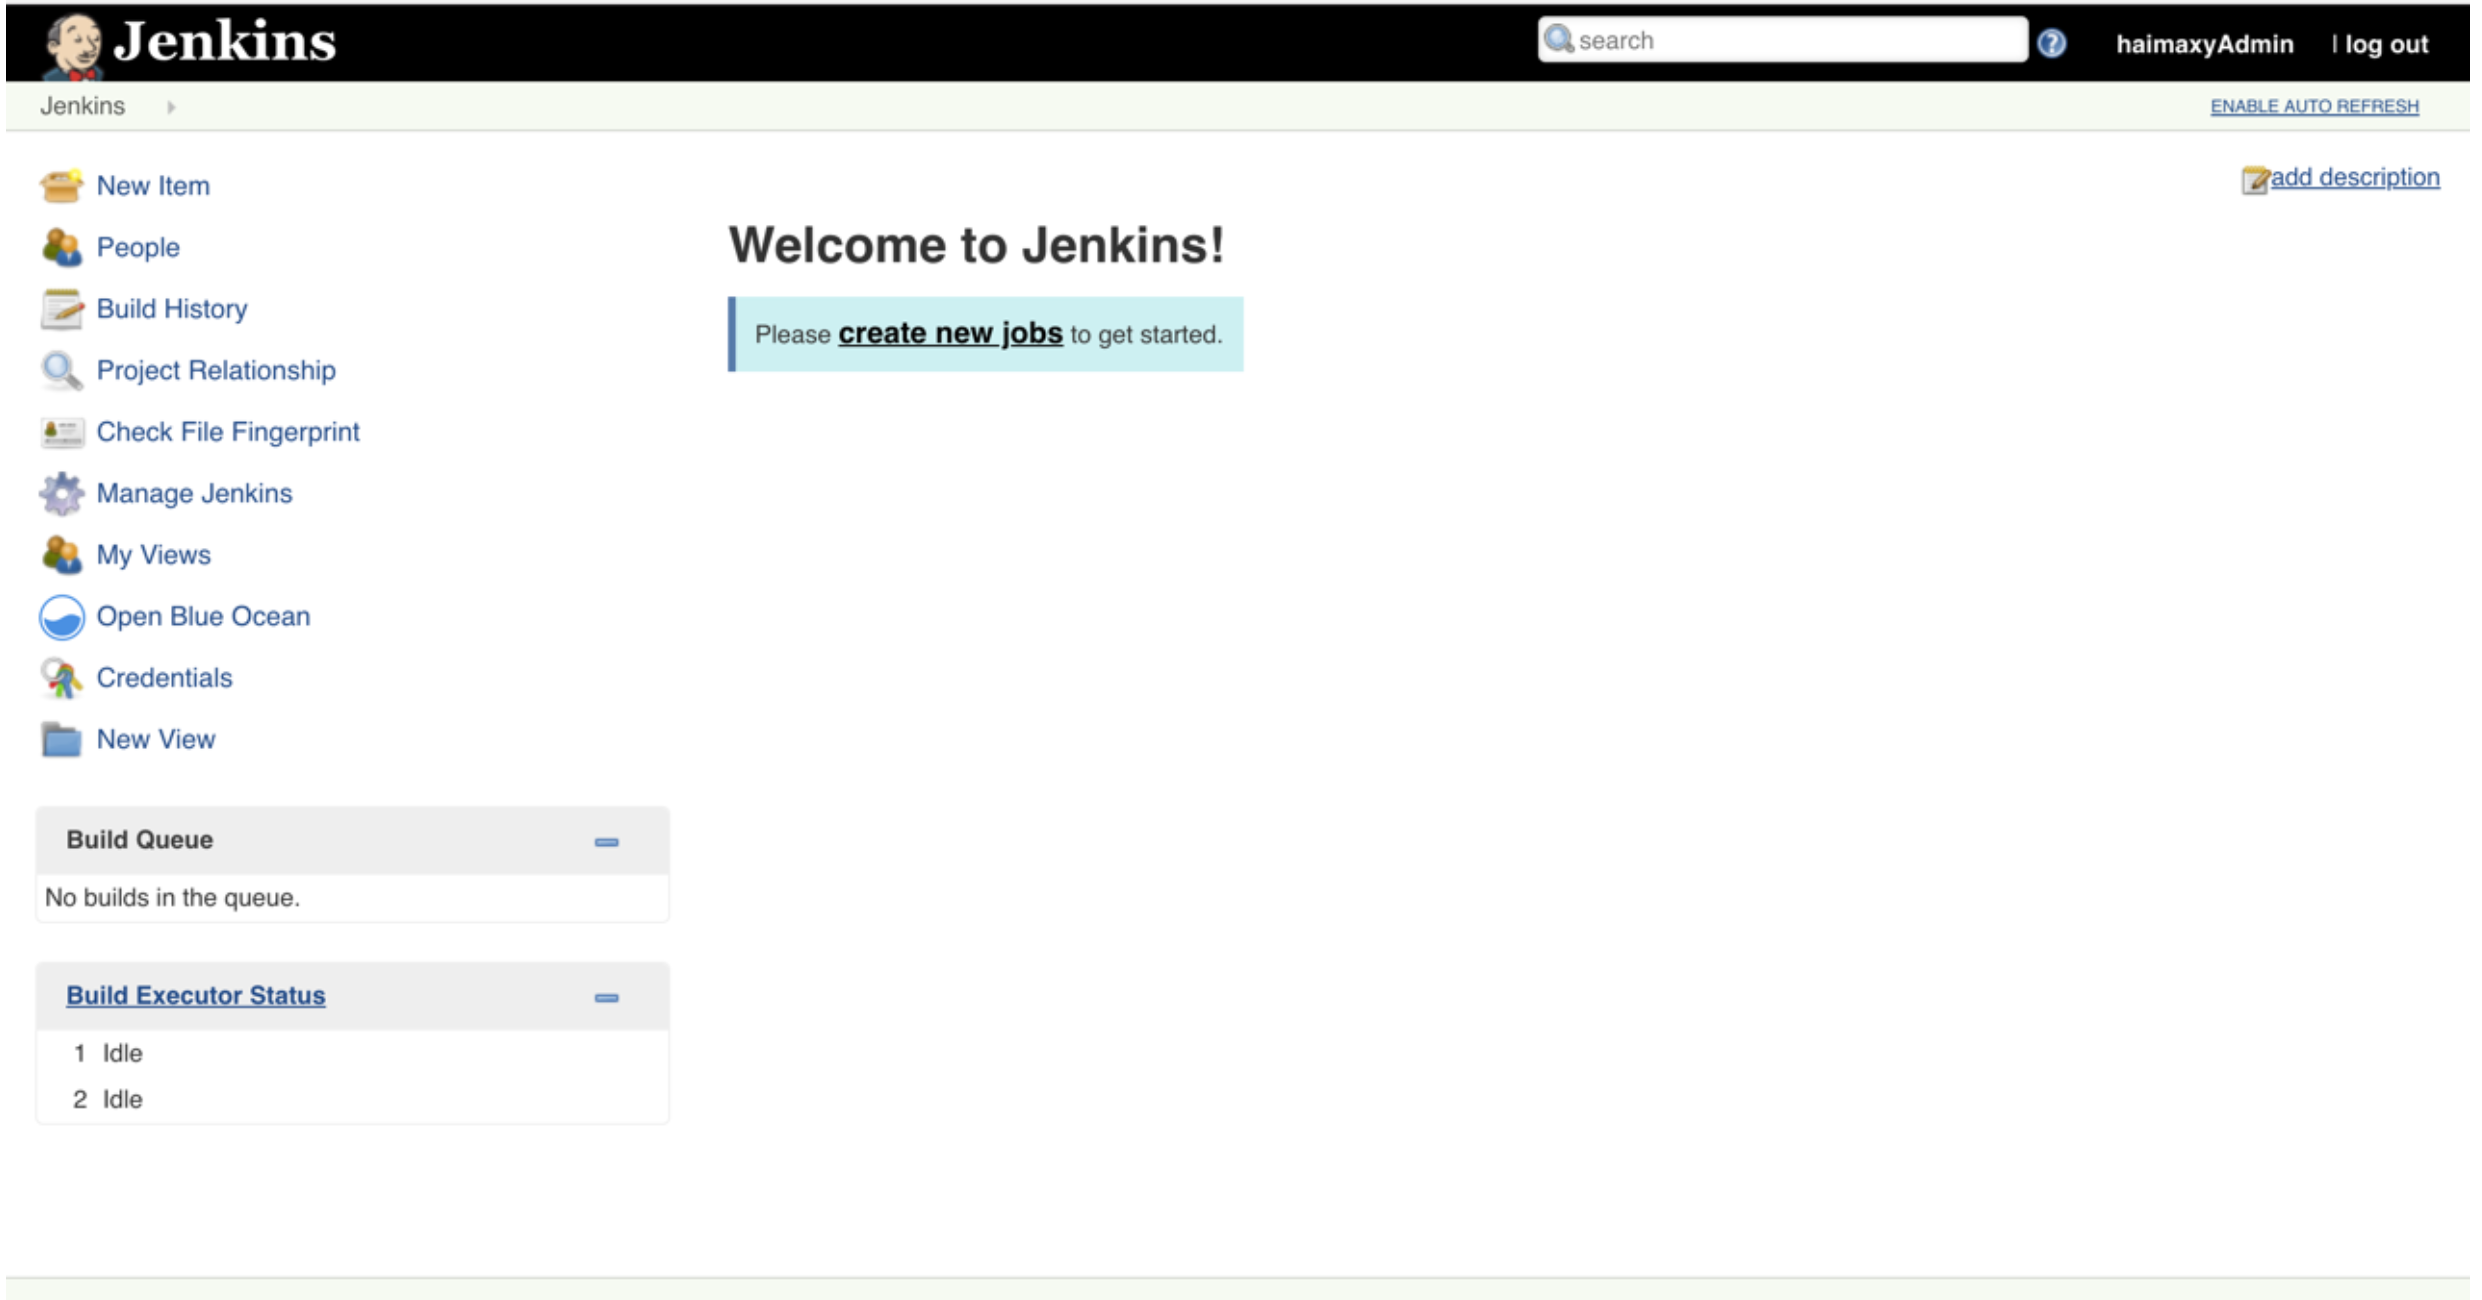 Jenkins
search
haimaxyAdmin
| log out
Jenkins
ENABLE AUTO REFRESH
New Item
People
Build History
Project Relationship
Check File Fingerprint
Manage Jenkins
My Views
Open Blue Ocean
Credentials
New View
add description
Welcome to Jenkins!
Please create new jobs to get started.
Build Queue
No builds in the queue.
Build Executor Status
1 Idle
2 Idle